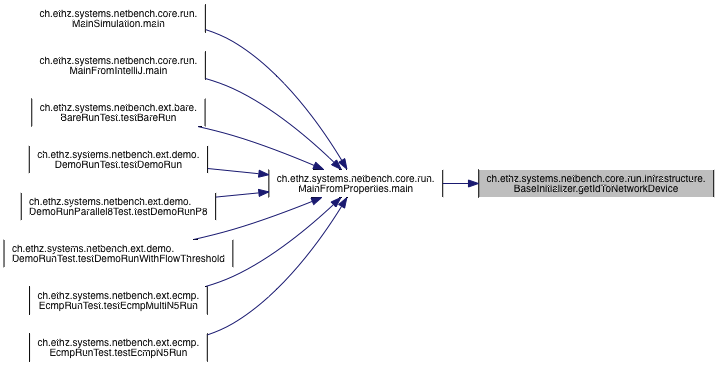 ch.ethz.systems.netbench.core.run.
MainSimulation.main
ch.ethz.systems.netbench.core.run.
MainFromIntelliJ.main
ch.ethz.systems.netbench.ext.bare.
BareRunTest.testBareRun
ch.ethz.systems.netbench.ext.demo.
DemoRunTest.testDemoRun
ch.ethz.systems.netbench.core.run.
MainFromProperties.main
ch.ethz.systems.netbench.core.run.infrastructure.
BaseInitializer.getIdToNetworkDevice
ch.ethz.systems.netbench.ext.demo.
DemoRunParallel8Test.testDemoRunP8
ch.ethz.systems.netbench.ext.demo.
DemoRunTest.testDemoRunWithFlowThreshold
ch.ethz.systems.netbench.ext.ecmp.
EcmpRunTest.testEcmpMultiN5Run
ch.ethz.systems.netbench.ext.ecmp.
EcmpRunTest.testEcmpN5Run